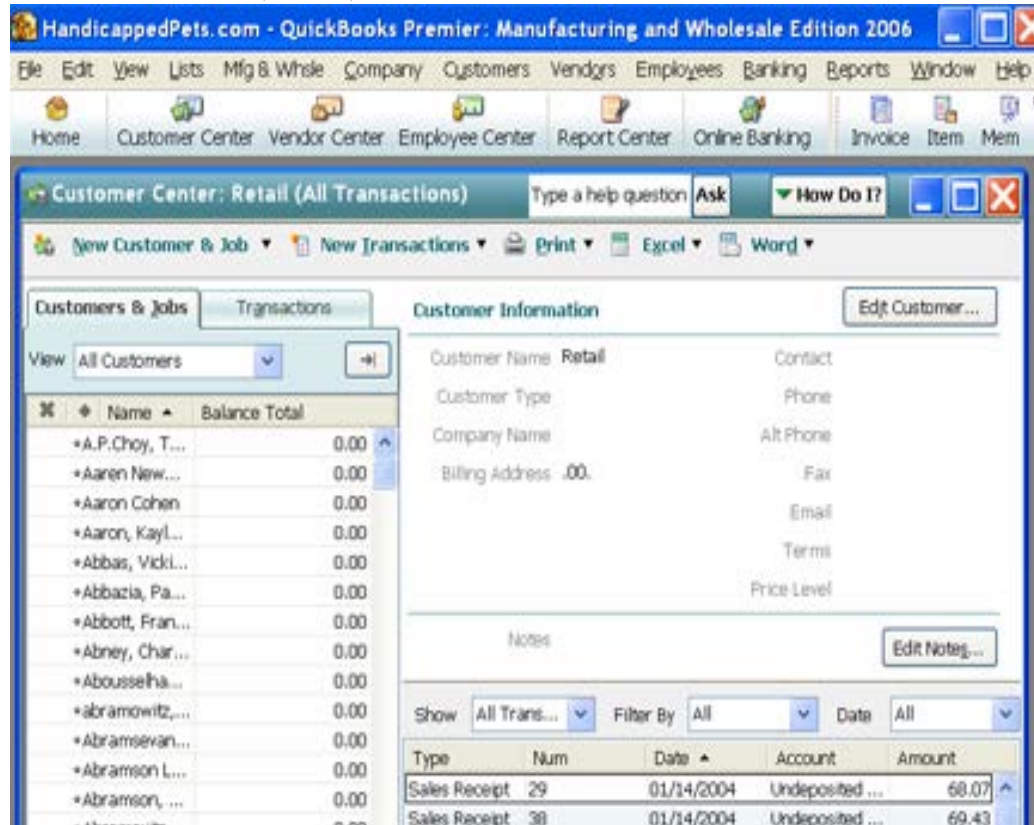 HandicappedPets.com - QuickBooks Premier: Manufacturing and Wholesale Edition 2006
File Edit View Lists Mfg & Whsle Company Customers Vendors Employees Banking Reports Window Help
Home Customer Center Vendor Center Employee Center Report Center Online Banking Invoice Item Mem
Customer Center: Retail (All Transactions) Type a help question Ask How Do I?
New Customer & Job New Transactions Print Excel Word
Customers & Jobs Transactions
View All Customers
Name Balance Total
A.P.Choy, T... 0.00
Aaren New... 0.00
Aaron Cohen 0.00
Aaron, Kayl... 0.00
Abbas, Vicki... 0.00
Abbazia, Pa... 0.00
Abbott, Fran... 0.00
Abney, Char... 0.00
Abousselha... 0.00
abramowitz,... 0.00
Abramsevan... 0.00
Abramson L... 0.00
Abramson, ... 0.00
Customer Information Edit Customer...
Customer Name Retail Contact
Customer Type Phone
Company Name Alt Phone
Billing Address .00. Fax
Email
Terms
Price Level
Notes Edit Notes...
Show All Trans... Filter By All Date All
Type Num Date Account Amount
Sales Receipt 29 01/14/2004 Undeposited ... 68.07
Sales Receipt 38 01/14/2004 Undeposited ... 69.43